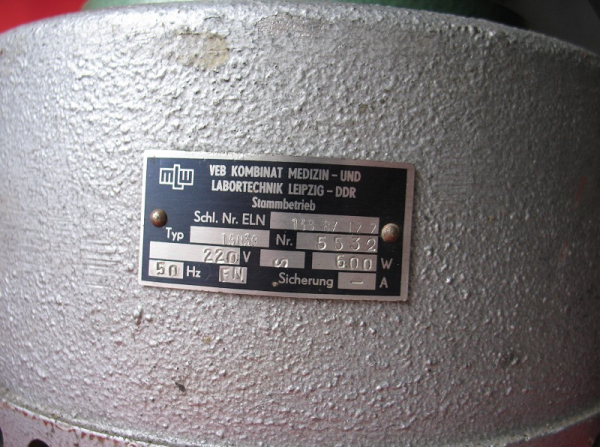 mlw
VEB KOMBINAT MEDIZIN-UND
LABORTECHNIK LEIPZIG-DDR
Stammbetrieb
Schl. Nr. ELN
Typ Nr. 5532
220 V S 600 W
50 Hz FN Sicherung — A